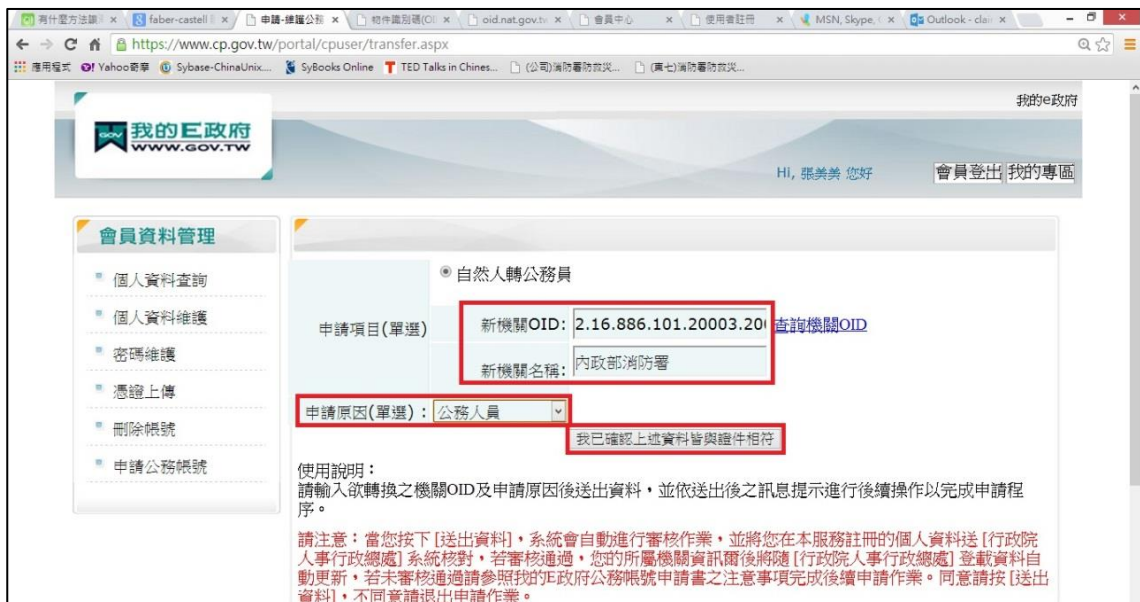 有什麼方法讓
faber-castell
申請-維護公務
物件識別碼(OI
oid.nat.gov.tw
會員中心
使用者註冊
MSN, Skype,
Outlook - clair
https://www.cp.gov.tw/portal/cpuser/transfer.aspx
應用程式 Yahoo奇摩 Sybase-ChinaUnix... SyBooks Online TED Talks in Chines... (公司)消防署防救災... (真七)消防署防救災...
我的e政府
我的E政府
WWW.GOV.TW
Hi, 張美美 您好 會員登出 我的專區
會員資料管理
個人資料查詢
個人資料維護
密碼維護
憑證上傳
刪除帳號
申請公務帳號
自然人轉公務員
申請項目(單選)
新機關OID: 2.16.886.101.20003.20 查詢機關OID
新機關名稱: 內政部消防署
申請原因(單選)：公務人員
我已確認上述資料皆與證件相符
使用說明：
請輸入欲轉換之機關OID及申請原因後送出資料，並依送出後之訊息提示進行後續操作以完成申請程
序。
請注意：當您按下 [送出資料]，系統會自動進行審核作業，並將您在本服務註冊的個人資料送 [行政院
人事行政總處] 系統核對，若審核通過，您的所屬機關資訊爾後將隨 [行政院人事行政總處] 登載資料自
動更新，若未審核通過請參照我的E政府公務帳號申請書之注意事項完成後續申請作業。同意請按 [送出
資料]，不同意請退出申請作業。